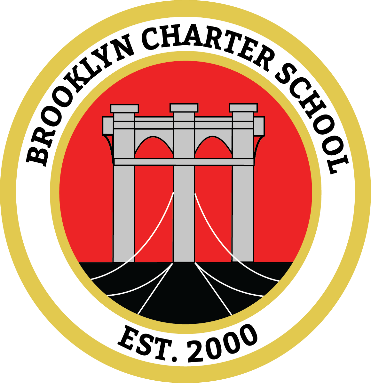 BROOKLYN CHARTER SCHOOL
EST. 2000